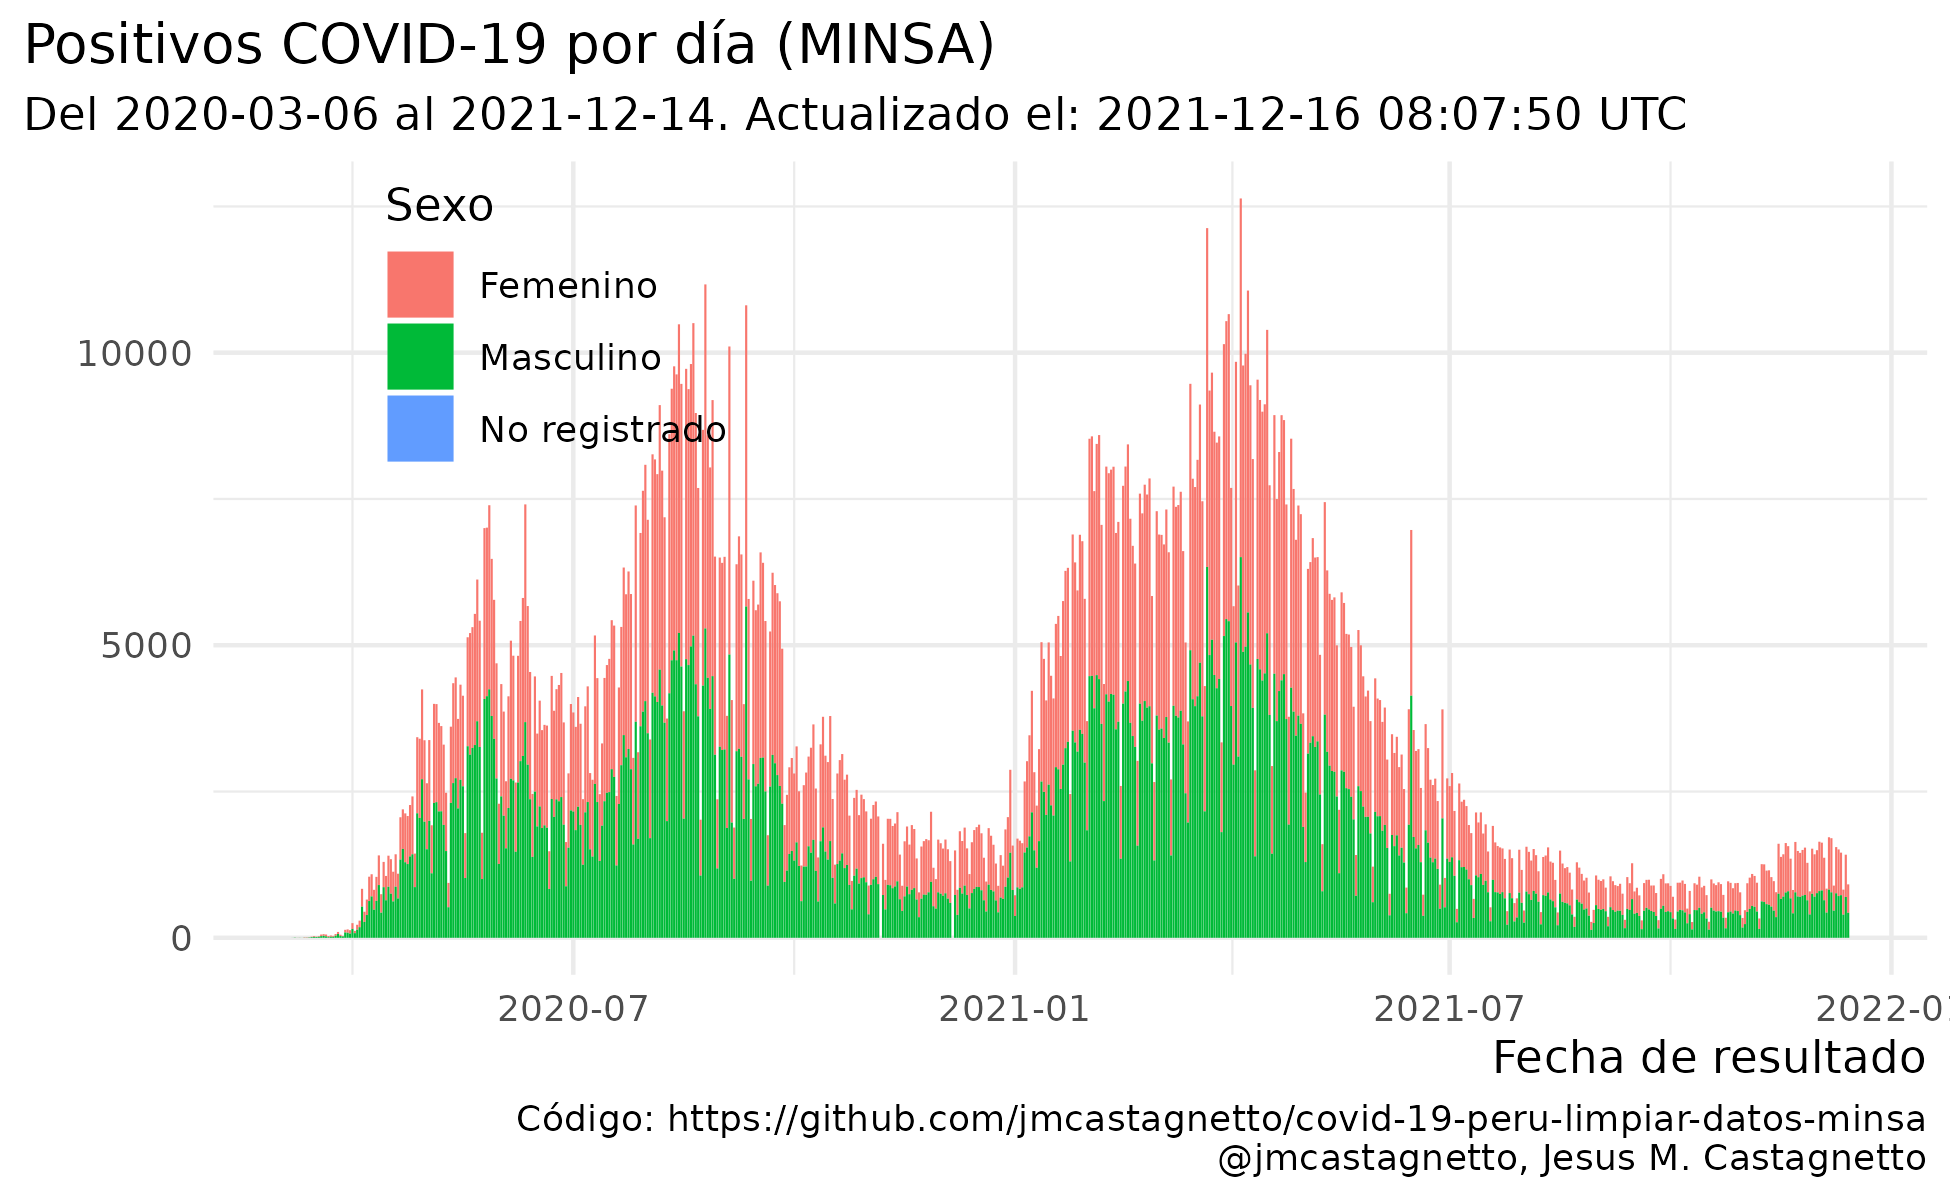 Positivos COVID-19 por día (MINSA)
Del 2020-03-06 al 2021-12-14. Actualizado el: 2021-12-16 08:07:50 UTC
Sexo
Femenino
Masculino
No registrado
10000
5000
0
2020-07
2021-01
2021-07
2022-01
Fecha de resultado
Código: https://github.com/jmcastagnetto/covid-19-peru-limpiar-datos-minsa
@jmcastagnetto, Jesus M. Castagnetto